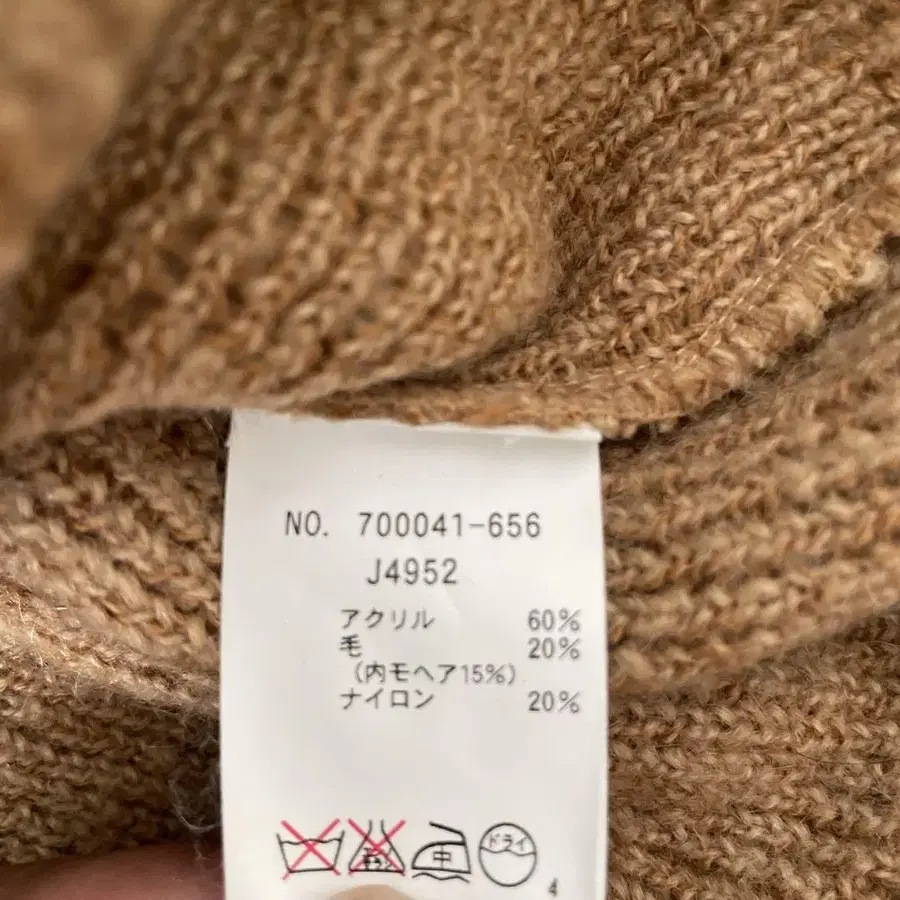 NO. 700041-656
J4952
アクリル 60%
毛 20%
(内モヘア15%)
ナイロン 20%
中 ドライ
4